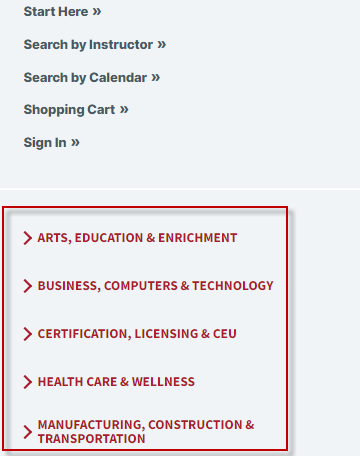 Start Here »
Search by Instructor »
Search by Calendar »
Shopping Cart »
Sign In »
ARTS, EDUCATION & ENRICHMENT
BUSINESS, COMPUTERS & TECHNOLOGY
CERTIFICATION, LICENSING & CEU
HEALTH CARE & WELLNESS
MANUFACTURING, CONSTRUCTION &
TRANSPORTATION